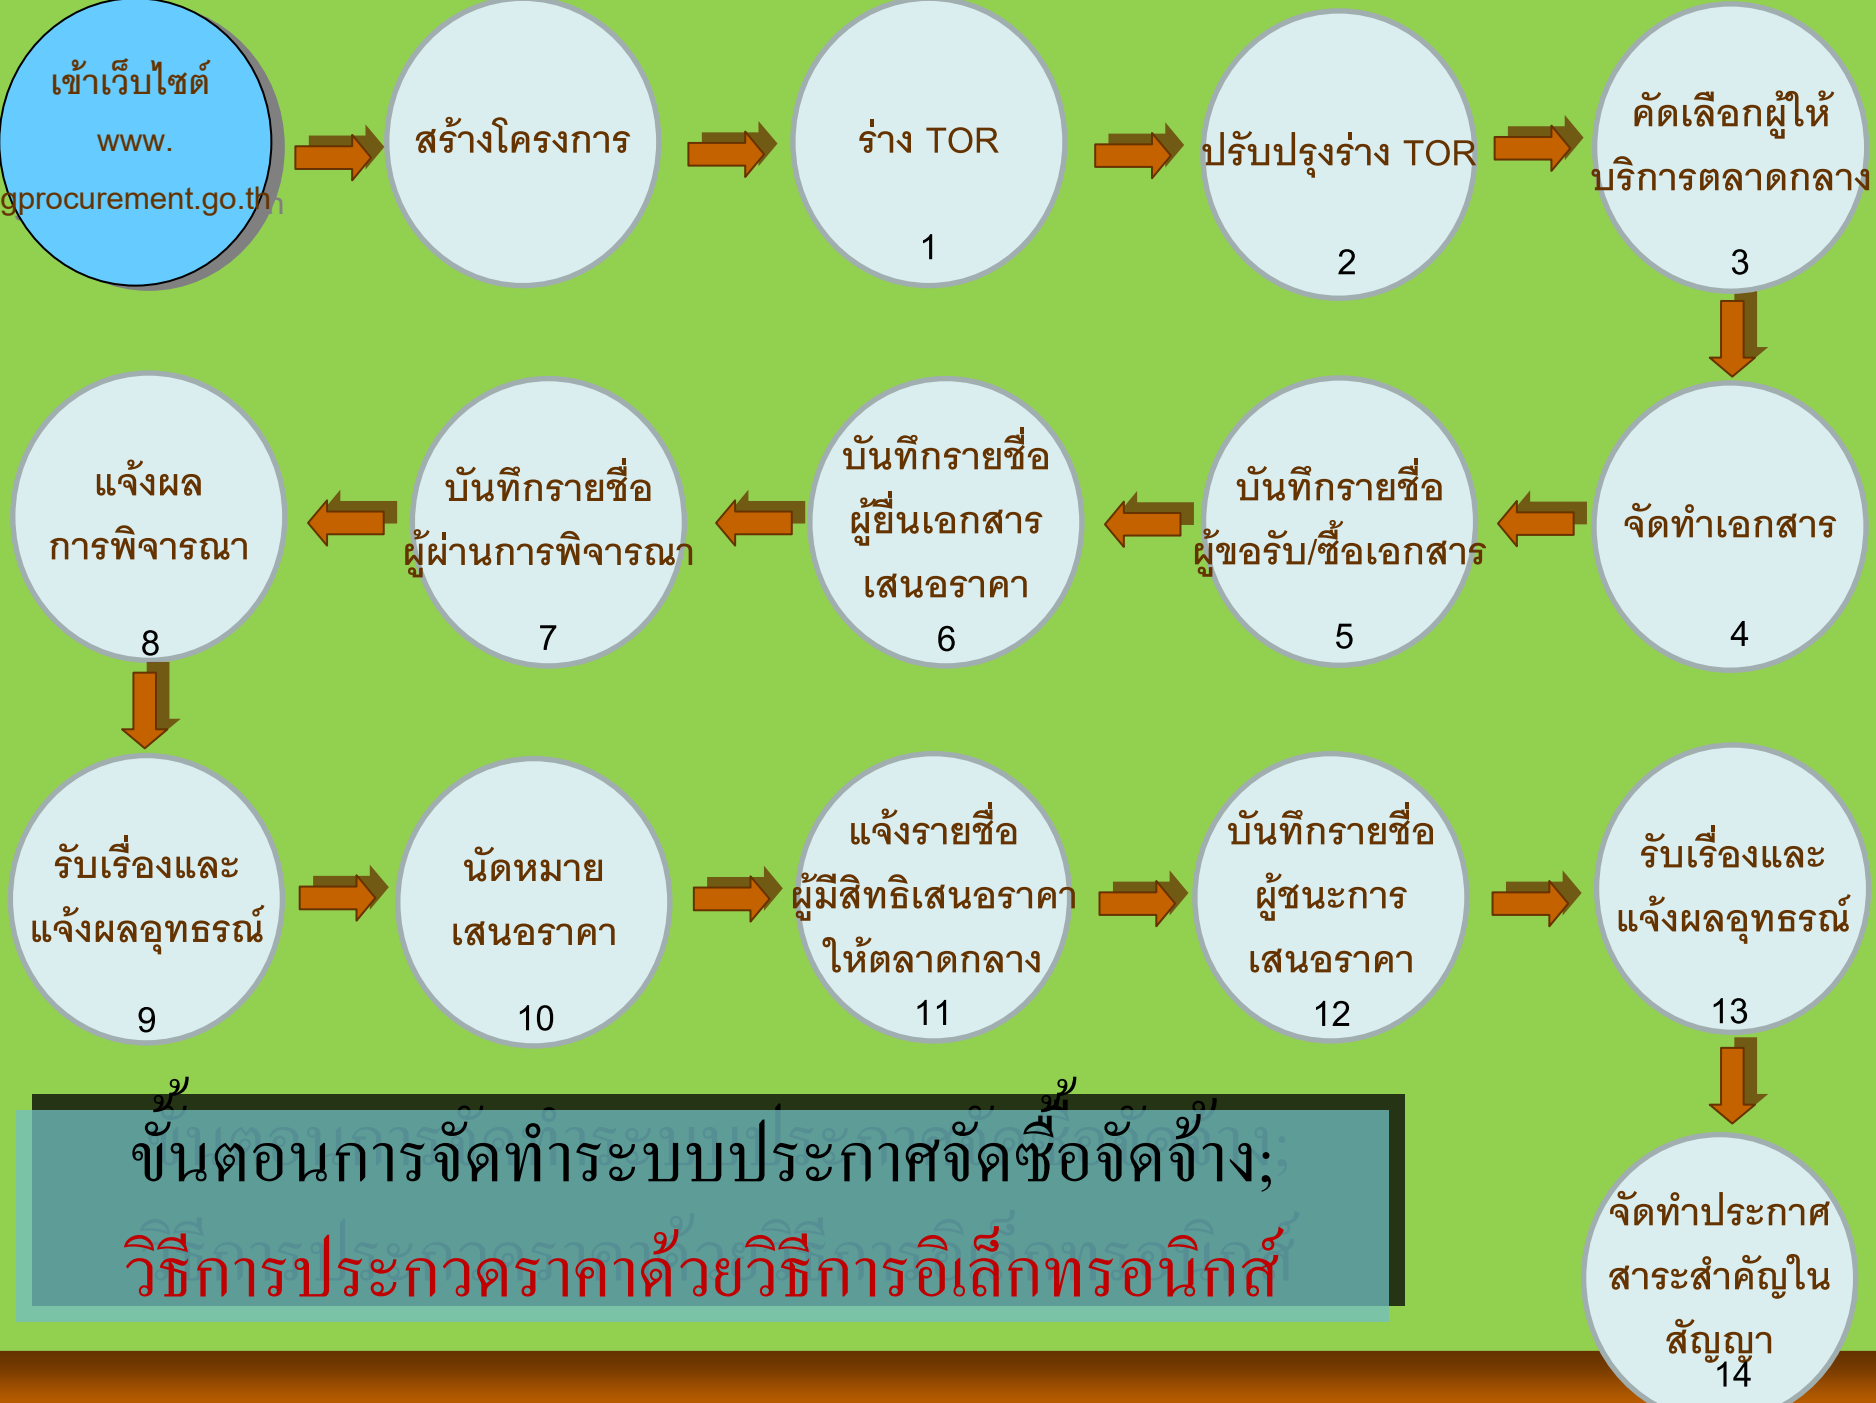 เข้าเว็บไซต์
www.
gprocurement.go.th
สร้างโครงการ
ร่าง TOR
1
ปรับปรุงร่าง TOR
2
คัดเลือกผู้ให้
บริการตลาดกลาง
3
จัดทำเอกสาร
4
บันทึกรายชื่อ
ผู้ขอรับ/ซื้อเอกสาร
5
บันทึกรายชื่อ
ผู้ยื่นเอกสาร
เสนอราคา
6
บันทึกรายชื่อ
ผู้ผ่านการพิจารณา
7
แจ้งผล
การพิจารณา
8
รับเรื่องและ
แจ้งผลอุทธรณ์
9
นัดหมาย
เสนอราคา
10
แจ้งรายชื่อ
ผู้มีสิทธิเสนอราคา
ให้ตลาดกลาง
11
บันทึกรายชื่อ
ผู้ชนะการ
เสนอราคา
12
รับเรื่องและ
แจ้งผลอุทธรณ์
13
จัดทำประกาศ
สาระสำคัญใน
สัญญา
14
ขั้นตอนการจัดทำระบบประกาศจัดซื้อจัดจ้าง;
วิธีการประกวดราคาด้วยวิธีการอิเล็กทรอนิกส์